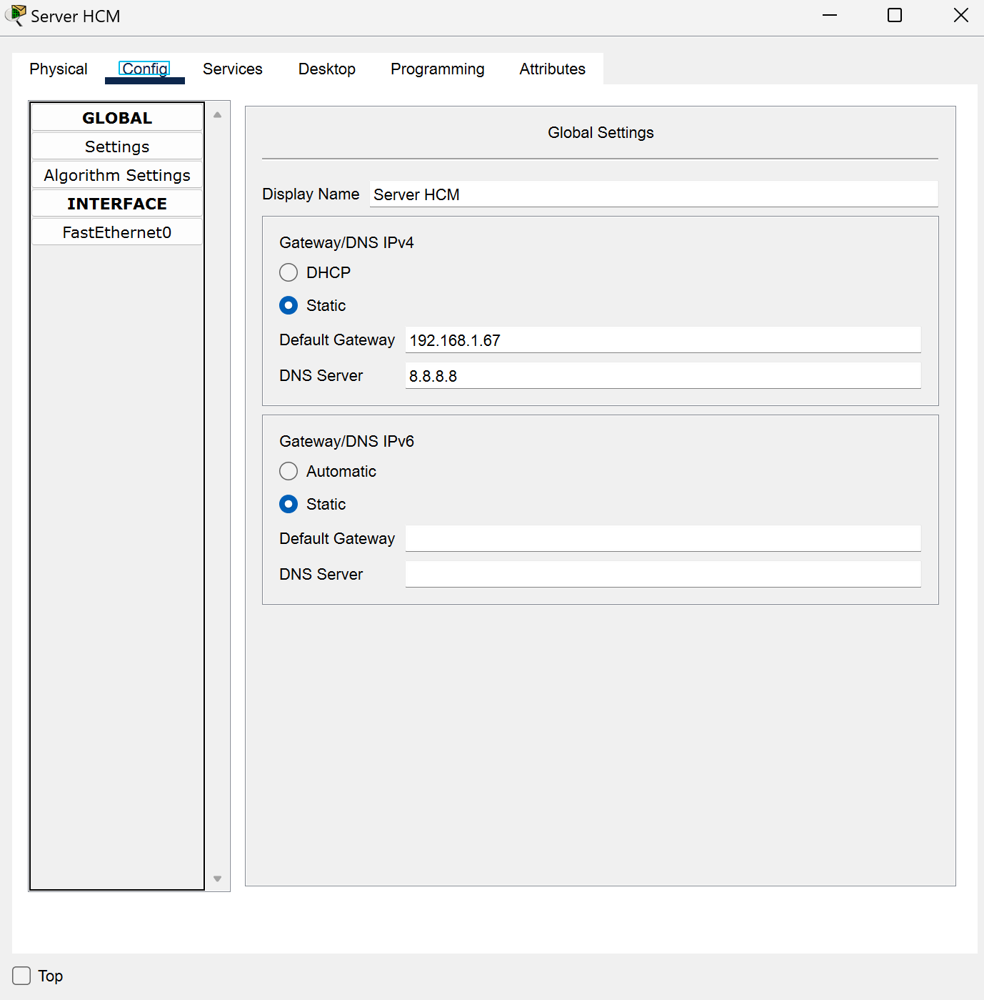 Server HCM
Physical Config Services Desktop Programming Attributes
GLOBAL
Settings
Algorithm Settings
INTERFACE
FastEthernet0
Global Settings
Display Name Server HCM
Gateway/DNS IPv4
DHCP
Static
Default Gateway 192.168.1.67
DNS Server 8.8.8.8
Gateway/DNS IPv6
Automatic
Static
Default Gateway
DNS Server
Top